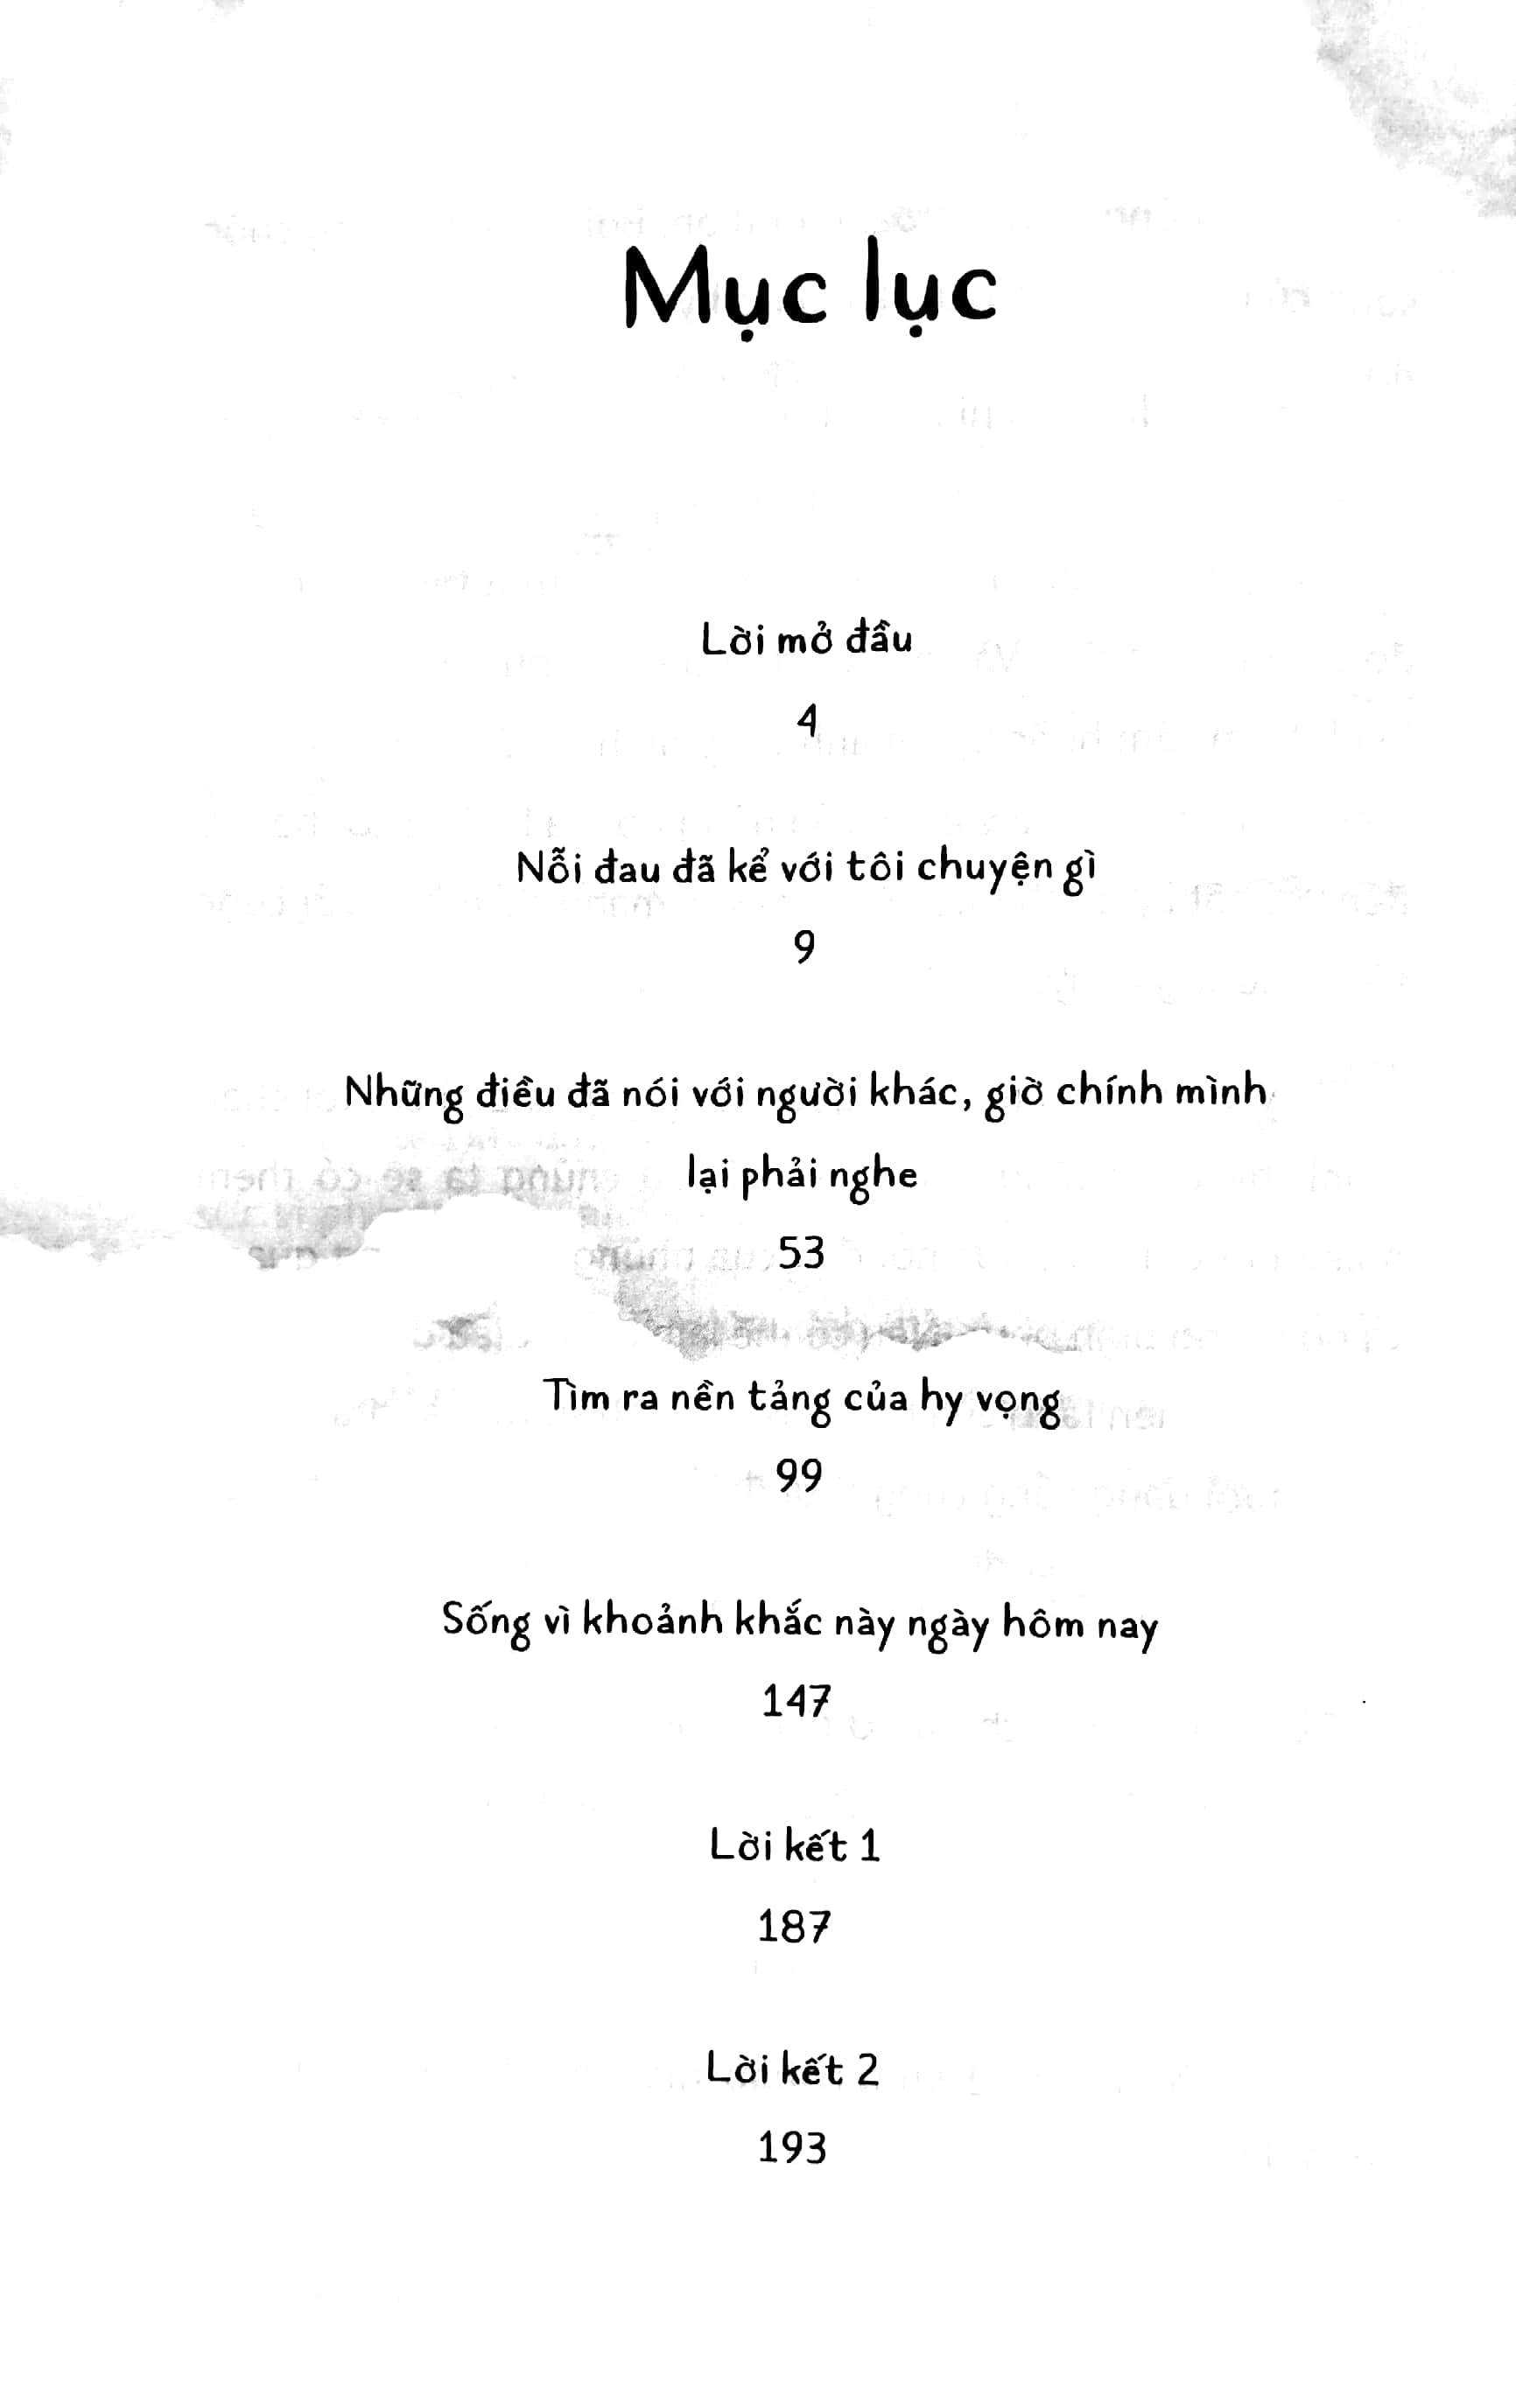 Mục lục
Lời mở đầu
4
Nỗi đau đã kể với tôi chuyện gì
9
Những điều đã nói với người khác, giờ chính mình
lại phải nghe
53
Tìm ra nền tảng của hy vọng
99
Sống vì khoảnh khắc này ngày hôm nay
147
Lời kết 1
187
Lời kết 2
193